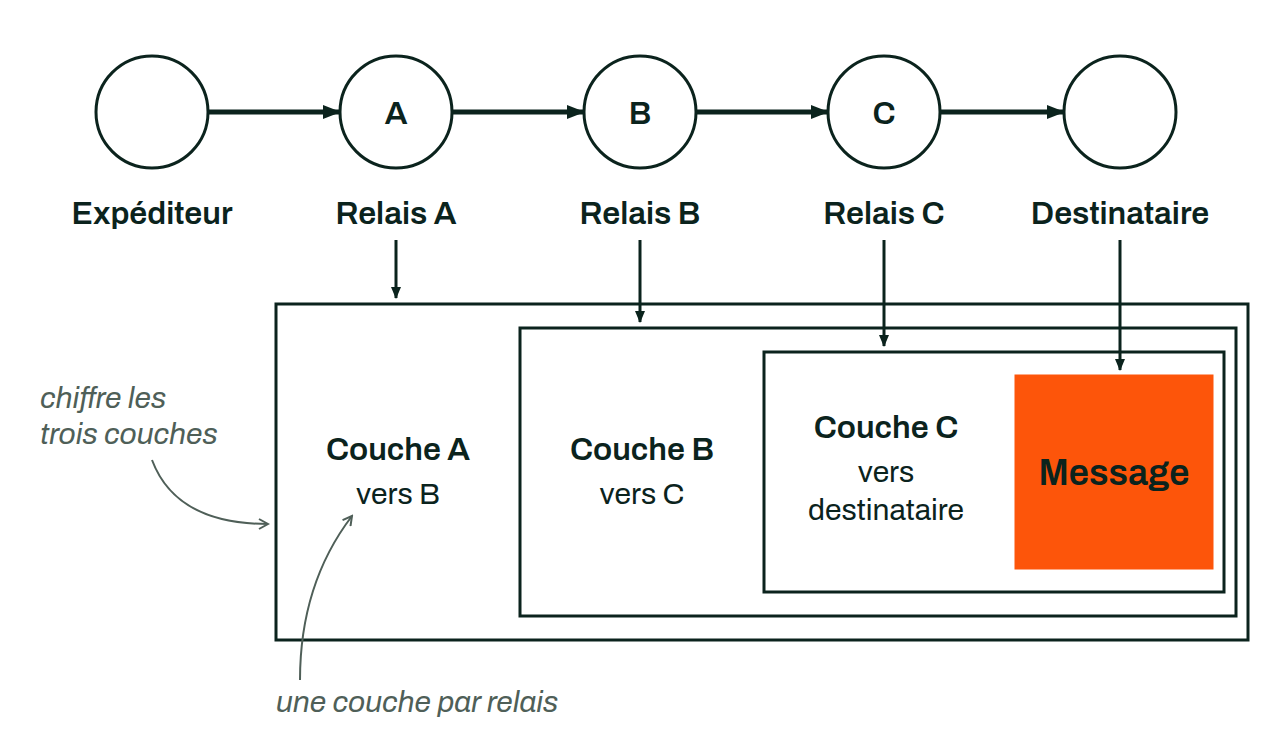 A
B
C
Expéditeur
Relais A
Relais B
Relais C
Destinataire
chiffre les
trois couches
Couche A
vers B
Couche B
vers C
Couche C
vers
destinataire
Message
une couche par relais